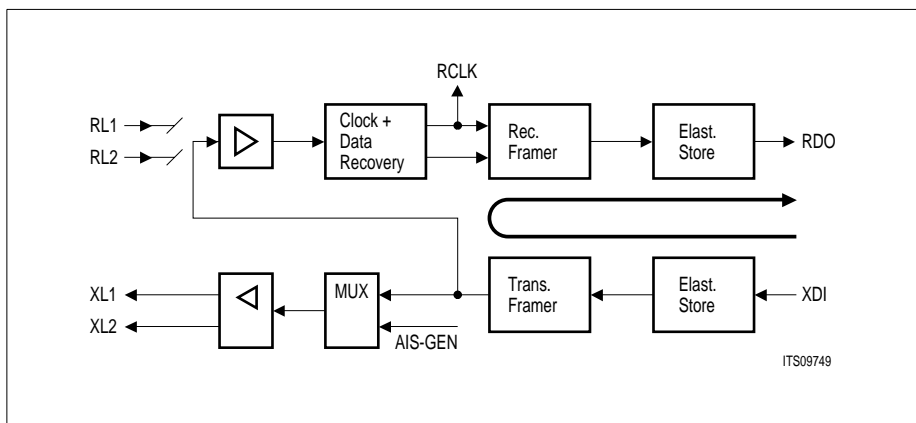 RCLK
RL1
RL2
Clock +
Data
Recovery
Rec.
Framer
Elast.
Store
RDO
XL1
XL2
MUX
AIS-GEN
Trans.
Framer
Elast.
Store
XDI
ITS09749